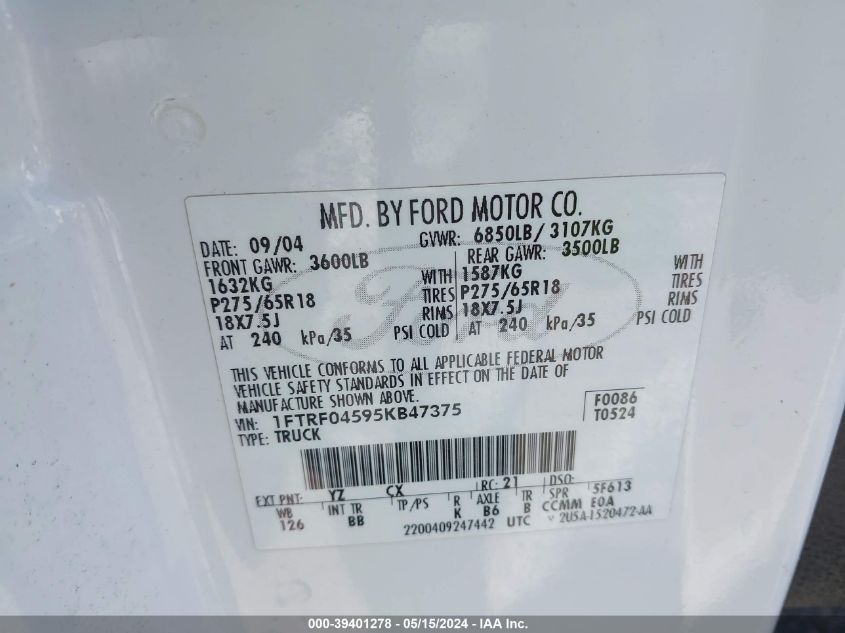 MFD. BY FORD MOTOR CO.
DATE: 09/04 GVWR: 6850LB/ 3107KG
FRONT GAWR: 3600LB REAR GAWR: 3500LB
1632KG WITH 1587KG WITH
P275/65R18 TIRES P275/65R18 TIRES
18X7.5J RIMS 18X7.5J RIMS
AT 240 kPa/35 PSI COLD AT 240 kPa/35 PSI COLD
Ford
THIS VEHICLE CONFORMS TO ALL APPLICABLE FEDERAL MOTOR
VEHICLE SAFETY STANDARDS IN EFFECT ON THE DATE OF
MANUFACTURE SHOWN ABOVE.
VIN: 1FTRF04595KB47375 F0086
TYPE: TRUCK T0524
EXT PNT: YZ CX RC: 21 DSO:
WB INT TR TP/PS R AXLE TR SPR 5F613
126 BB K B6 B CCMM E0A
2200409247442 UTC V 2U5A-1520472-AA
000-39401278 - 05/15/2024 - IAA Inc.